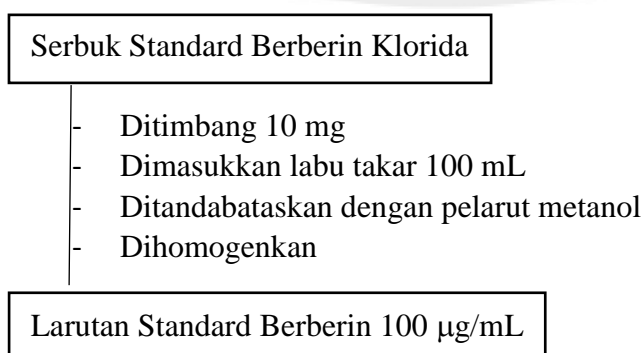 Serbuk Standard Berberin Klorida
- Ditimbang 10 mg
- Dimasukkan labu takar 100 mL
- Ditandabataskan dengan pelarut metanol
- Dihomogenkan
Larutan Standard Berberin 100 μg/mL